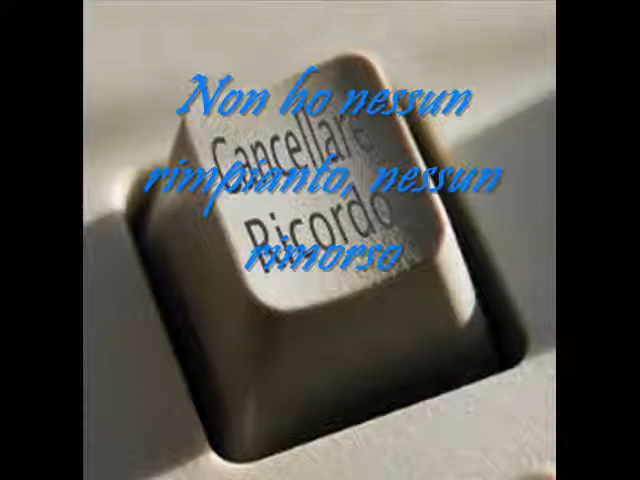 Non ho nessun
Cancellare
rimpianto, nessun
Ricordo
rimorso